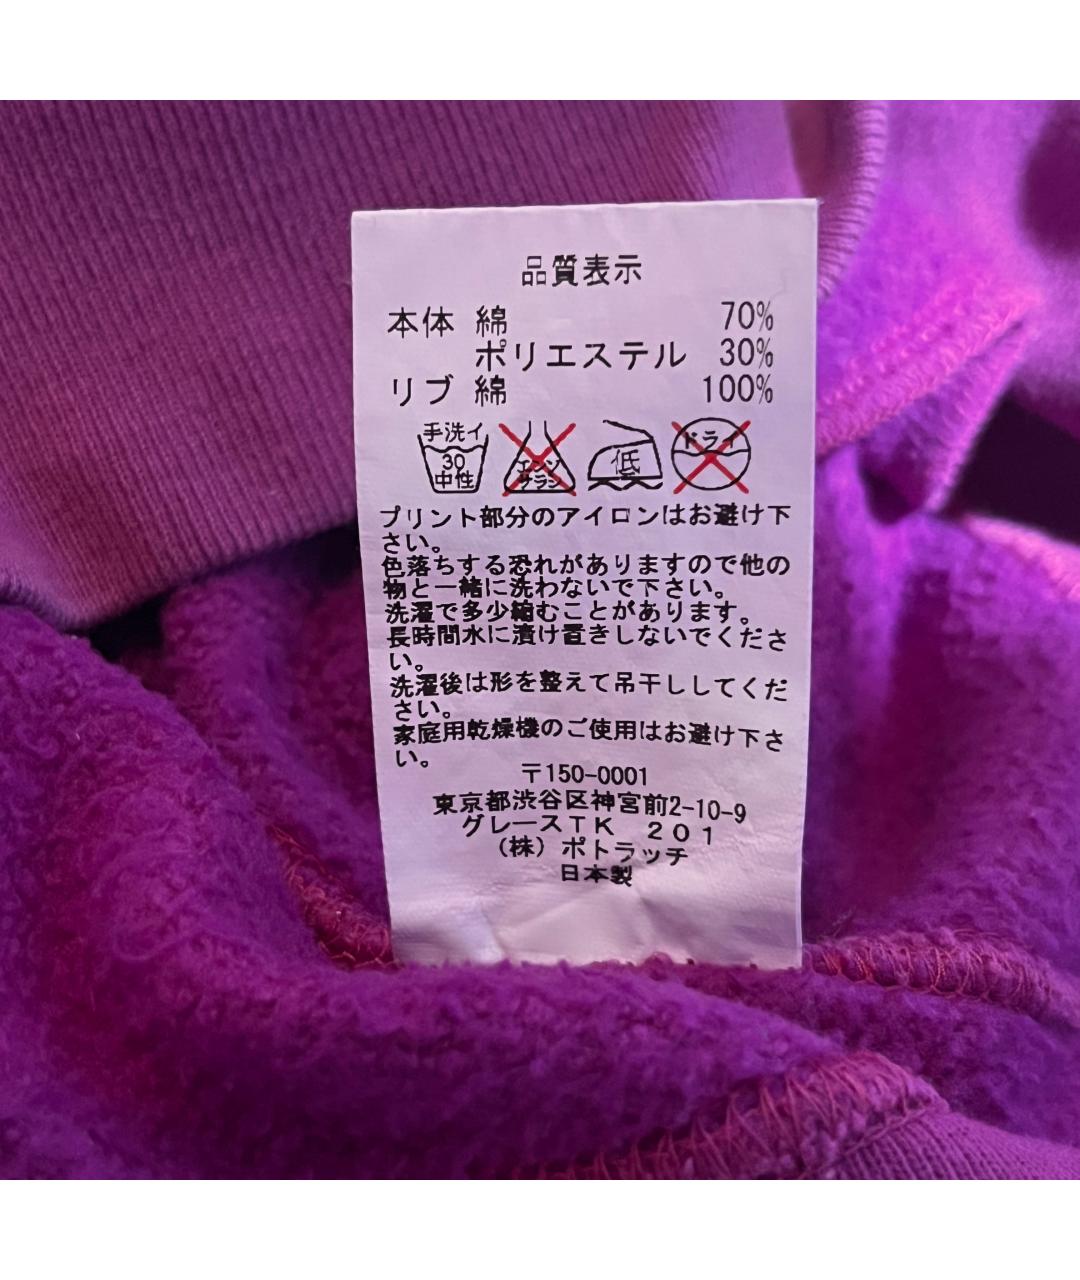 品質表示
本体 綿 70%
ポリエステル 30%
リブ 綿 100%
手洗イ 30 中性
エンソ サラシ
低
ドライ
プリント部分のアイロンはお避け下
さい。
色落ちする恐れがありますので他の
物と一緒に洗わないで下さい。
洗濯で多少縮むことがあります。
長時間水に漬け置きしないでくださ
い。
洗濯後は形を整えて吊干ししてくだ
さい。
家庭用乾燥機のご使用はお避け下さ
い。
〒150-0001
東京都渋谷区神宮前2-10-9
グレースTK 201
(株)ポトラッチ
日本製